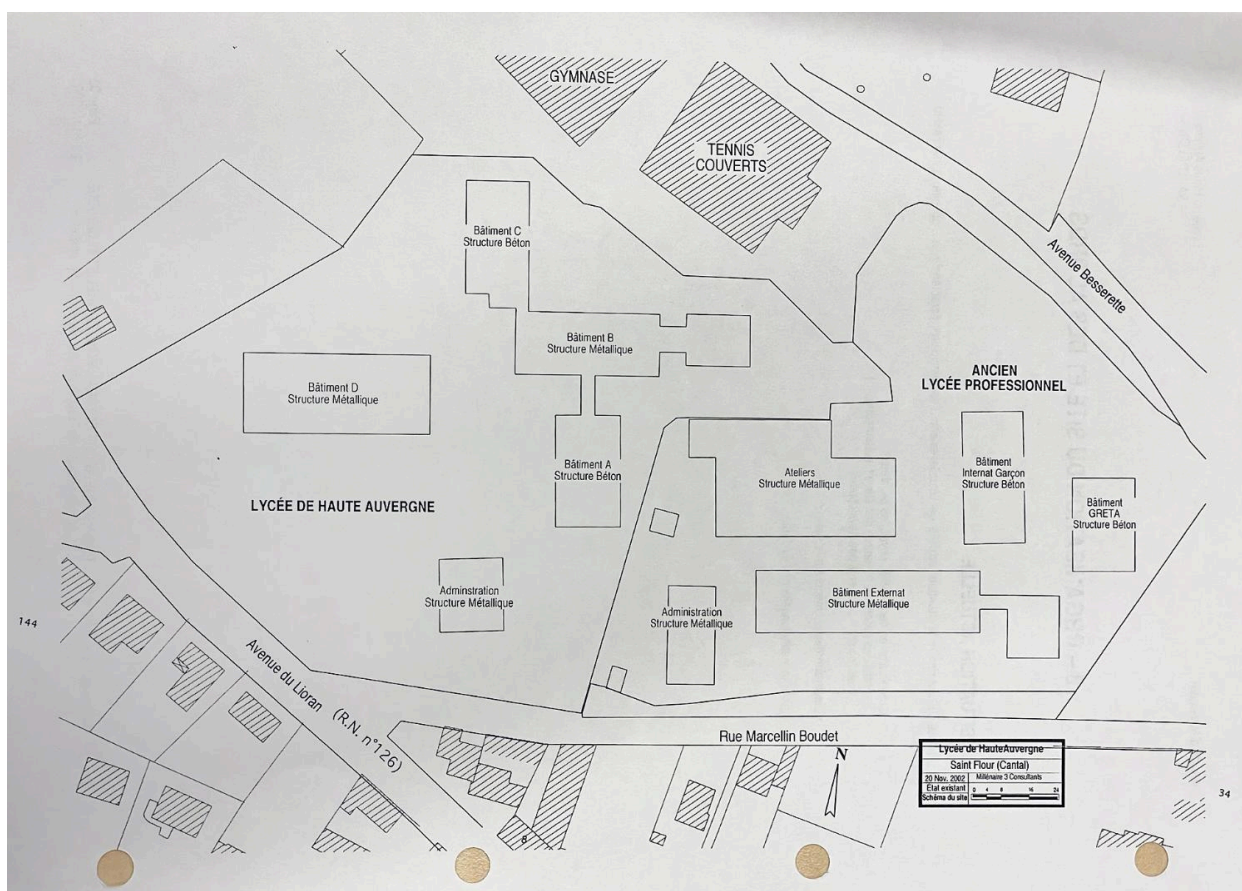 GYMNASE
TENNIS
COUVERTS
Bâtiment C
Structure Béton
Avenue Besserette
Bâtiment B
Structure Métallique
Bâtiment D
Structure Métallique
ANCIEN
LYCÉE PROFESSIONNEL
Bâtiment A
Structure Béton
Ateliers
Structure Métallique
Bâtiment
Internat Garçon
Structure Béton
Bâtiment
GRETA
Structure Béton
LYCÉE DE HAUTE AUVERGNE
Adminstration
Structure Métallique
Administration
Structure Métallique
Bâtiment Externat
Structure Métallique
144
Avenue du Lioran (R.N. n°126)
Rue Marcellin Boudet
N
Lycée de HauteAuvergne
Saint Flour (Cantal)
20 Nov. 2002 Millénaire 3 Consultants
État existant 0 4 8 16 24
Schéma du site
34
8